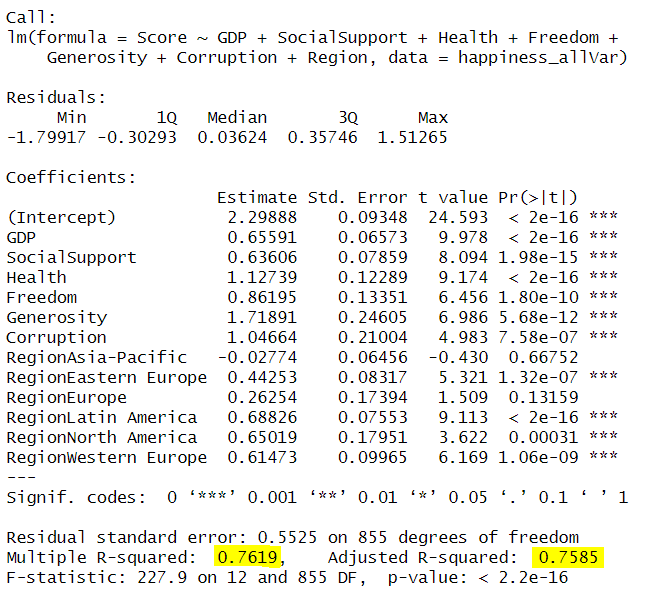 Call:
lm(formula = Score ~ GDP + SocialSupport + Health + Freedom +
    Generosity + Corruption + Region, data = happiness_allVar)

Residuals:
     Min       1Q   Median       3Q      Max
-1.79917 -0.30293  0.03624  0.35746  1.51265

Coefficients:
                     Estimate Std. Error t value Pr(>|t|)
(Intercept)           2.29888    0.09348  24.593  < 2e-16 ***
GDP                   0.65591    0.06573   9.978  < 2e-16 ***
SocialSupport         0.63606    0.07859   8.094 1.98e-15 ***
Health                1.12739    0.12289   9.174  < 2e-16 ***
Freedom               0.86195    0.13351   6.456 1.80e-10 ***
Generosity            1.71891    0.24605   6.986 5.68e-12 ***
Corruption            1.04664    0.21004   4.983 7.58e-07 ***
RegionAsia-Pacific   -0.02774    0.06456  -0.430  0.66752
RegionEastern Europe  0.44253    0.08317   5.321 1.32e-07 ***
RegionEurope          0.26254    0.17394   1.509  0.13159
RegionLatin America   0.68826    0.07553   9.113  < 2e-16 ***
RegionNorth America   0.65019    0.17951   3.622  0.00031 ***
RegionWestern Europe  0.61473    0.09965   6.169 1.06e-09 ***
---
Signif. codes:  0 ‘***’ 0.001 ‘**’ 0.01 ‘*’ 0.05 ‘.’ 0.1 ‘ ’ 1

Residual standard error: 0.5525 on 855 degrees of freedom
Multiple R-squared:  0.7619,	Adjusted R-squared:  0.7585
F-statistic: 227.9 on 12 and 855 DF,  p-value: < 2.2e-16